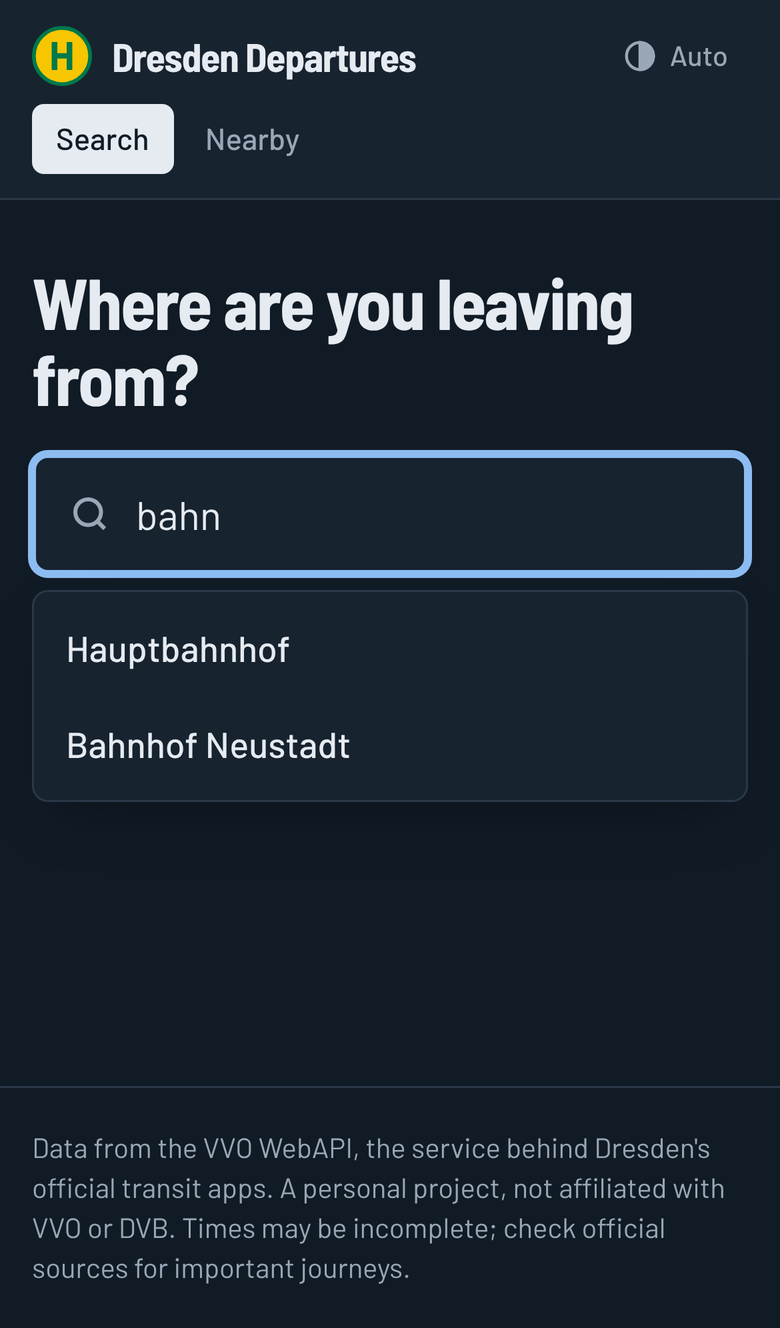 H
Dresden Departures
Auto
Search
Nearby
Where are you leaving
from?
bahn
Hauptbahnhof
Bahnhof Neustadt
Data from the VVO WebAPI, the service behind Dresden's
official transit apps. A personal project, not affiliated with
VVO or DVB. Times may be incomplete; check official
sources for important journeys.